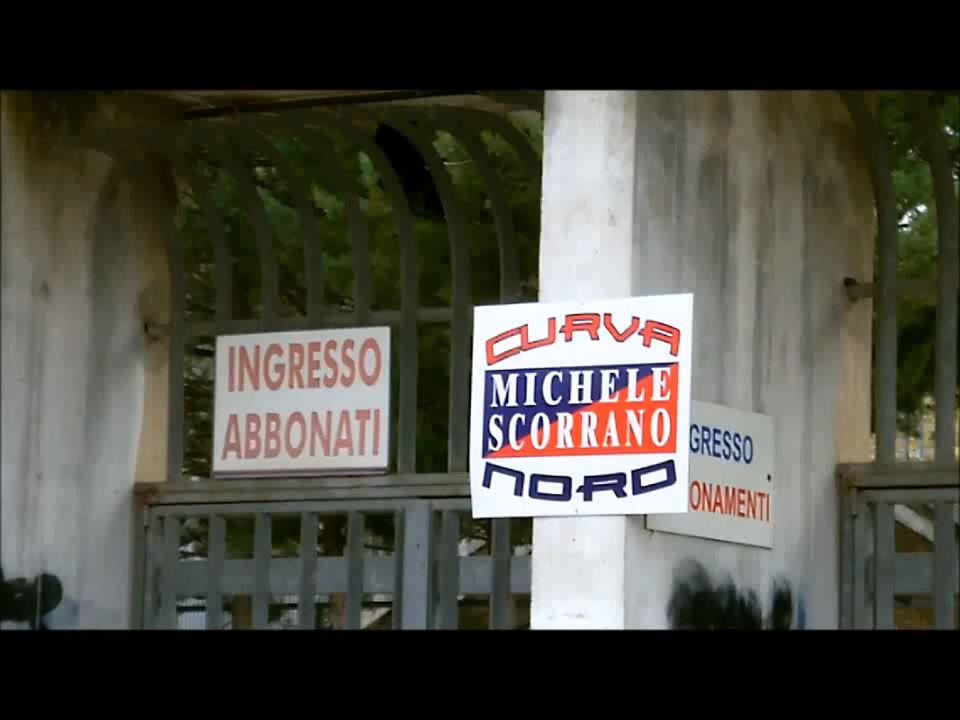 INGRESSO
ABBONATI
CURVA
MICHELE
SCORRANO
NORD
GRESSO
ONAMENTI